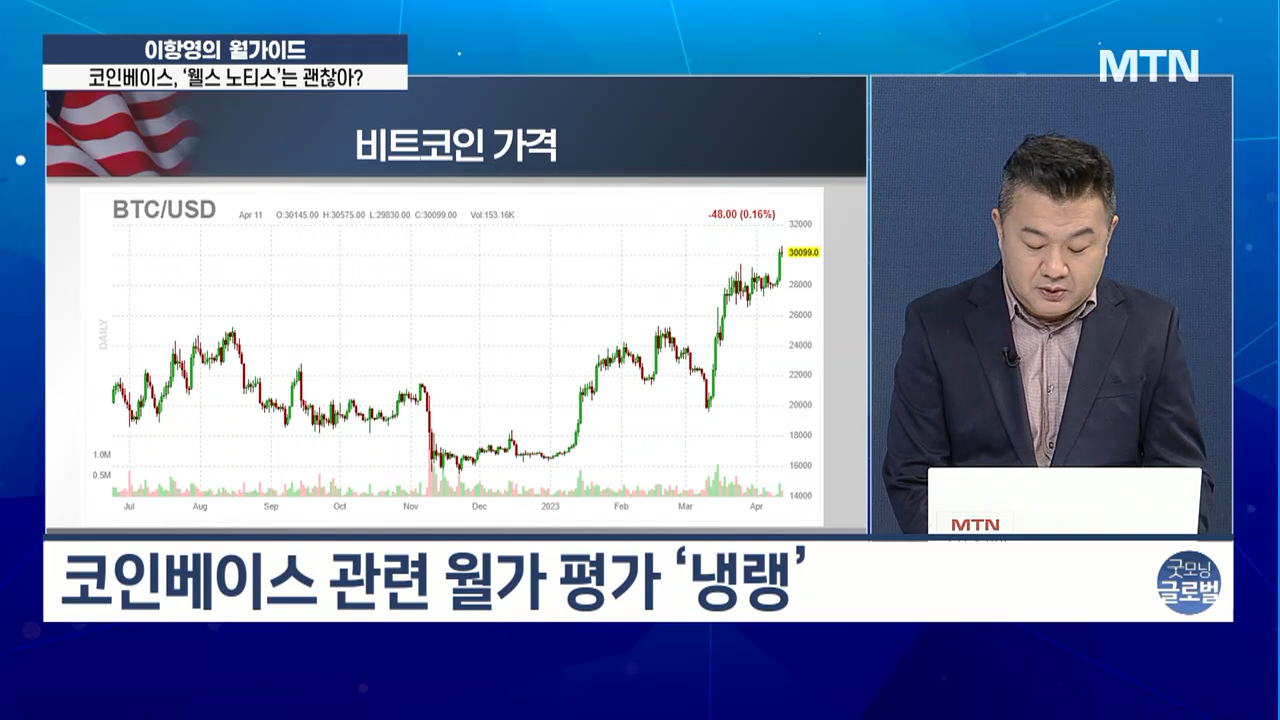 이항영의 월가이드
코인베이스, ‘웰스 노티스’는 괜찮아?
MTN
비트코인 가격
BTC/USD
Apr 11 O:30145.00 H:30575.00 L:29830.00 C:30099.00 Vol:153.16K
-48.00 (0.16%)
32000
30099.0
28000
26000
24000
22000
20000
18000
16000
14000
DAILY
1.0M
0.5M
Jul Aug Sep Oct Nov Dec 2023 Feb Mar Apr
MTN
코인베이스 관련 월가 평가 ‘냉랭’
굿모닝
글로벌